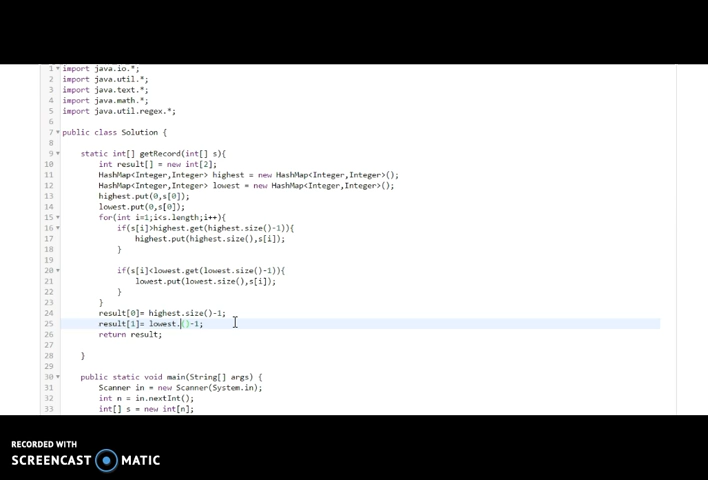 1 import java.io.*;
2 import java.util.*;
3 import java.text.*;
4 import java.math.*;
5 import java.util.regex.*;
6
7 public class Solution {
8
9 static int[] getRecord(int[] s){
10 int result[] = new int[2];
11 HashMap<Integer,Integer> highest = new HashMap<Integer,Integer>();
12 HashMap<Integer,Integer> lowest = new HashMap<Integer,Integer>();
13 highest.put(0,s[0]);
14 lowest.put(0,s[0]);
15 for(int i=1;i<s.length;i++){
16 if(s[i]>highest.get(highest.size()-1)){
17 highest.put(highest.size(),s[i]);
18 }
19
20 if(s[i]<lowest.get(lowest.size()-1)){
21 lowest.put(lowest.size(),s[i]);
22 }
23 }
24 result[0]= highest.size()-1;
25 result[1]= lowest.()-1;
26 return result;
27
28 }
29
30 public static void main(String[] args) {
31 Scanner in = new Scanner(System.in);
32 int n = in.nextInt();
33 int[] s = new int[n];
RECORDED WITH
SCREENCAST MATIC